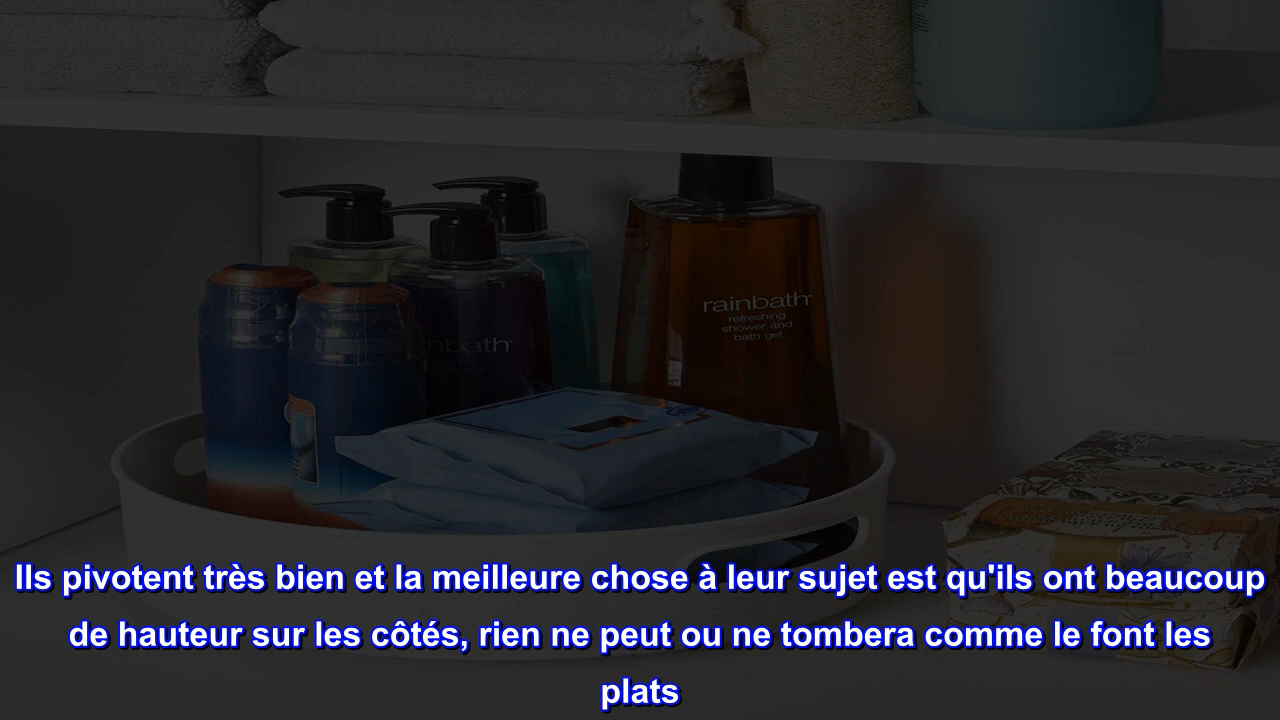 rainbath
refreshing
shower and
bath gel
Ils pivotent très bien et la meilleure chose à leur sujet est qu'ils ont beaucoup
de hauteur sur les côtés, rien ne peut ou ne tombera comme le font les
plats